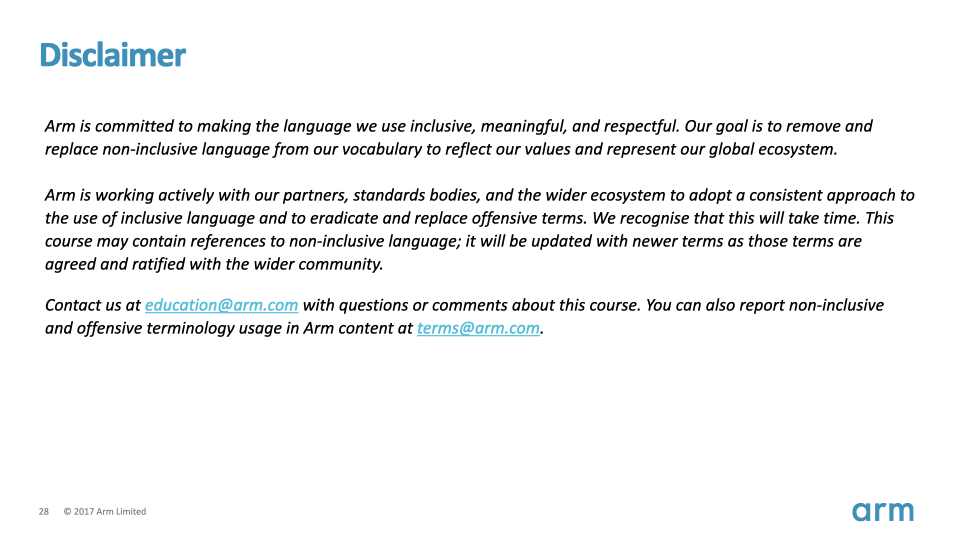 Disclaimer
Arm is committed to making the language we use inclusive, meaningful, and respectful. Our goal is to remove and
replace non-inclusive language from our vocabulary to reflect our values and represent our global ecosystem.
Arm is working actively with our partners, standards bodies, and the wider ecosystem to adopt a consistent approach to
the use of inclusive language and to eradicate and replace offensive terms. We recognise that this will take time. This
course may contain references to non-inclusive language; it will be updated with newer terms as those terms are
agreed and ratified with the wider community.
Contact us at education@arm.com with questions or comments about this course. You can also report non-inclusive
and offensive terminology usage in Arm content at terms@arm.com.
28 © 2017 Arm Limited
arm